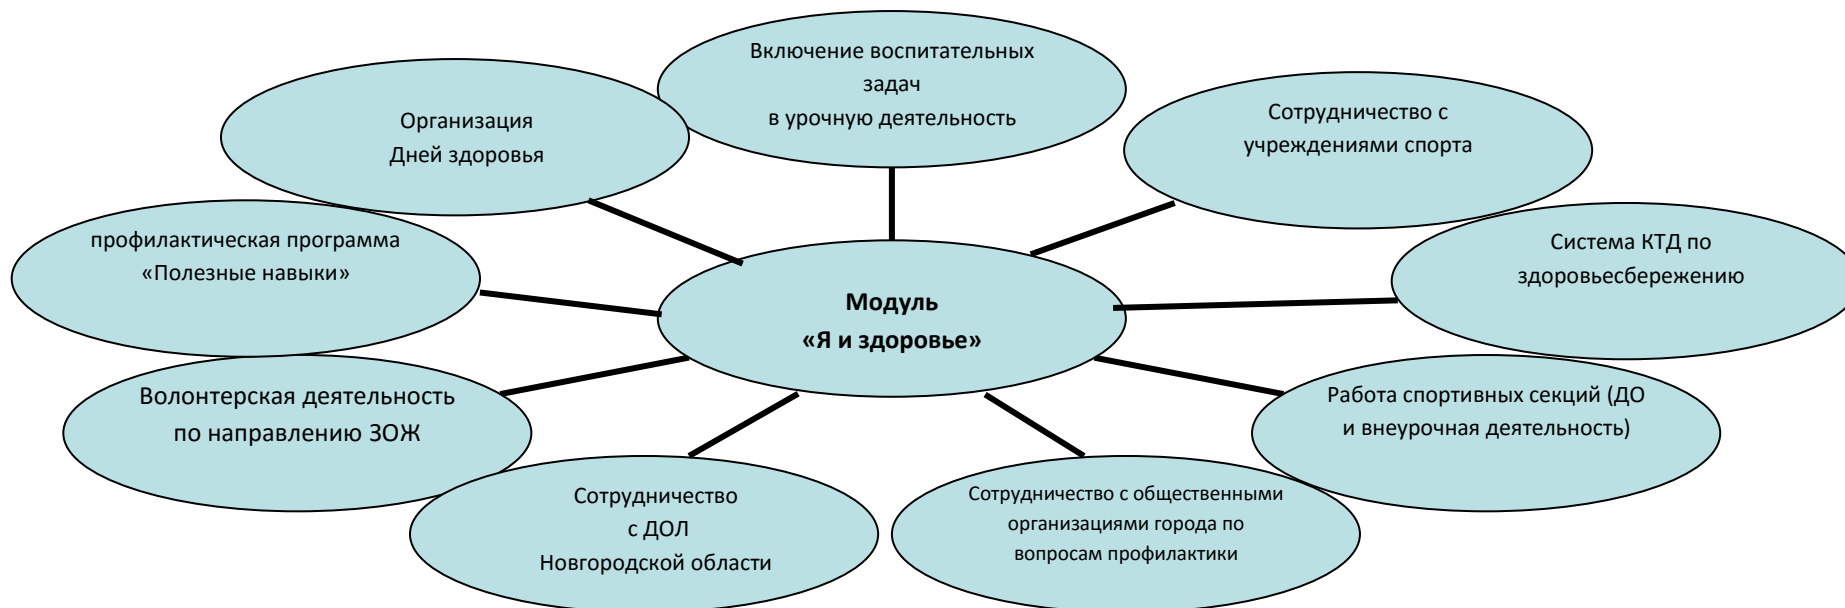 Включение воспитательных
задач
в урочную деятельность
Организация
Дней здоровья
Сотрудничество с
учреждениями спорта
профилактическая программа
«Полезные навыки»
Система КТД по
здоровьесбережению
Модуль
«Я и здоровье»
Волонтерская деятельность
по направлению ЗОЖ
Работа спортивных секций (ДО
и внеурочная деятельность)
Сотрудничество
с ДОЛ
Новгородской области
Сотрудничество с общественными
организациями города по
вопросам профилактики